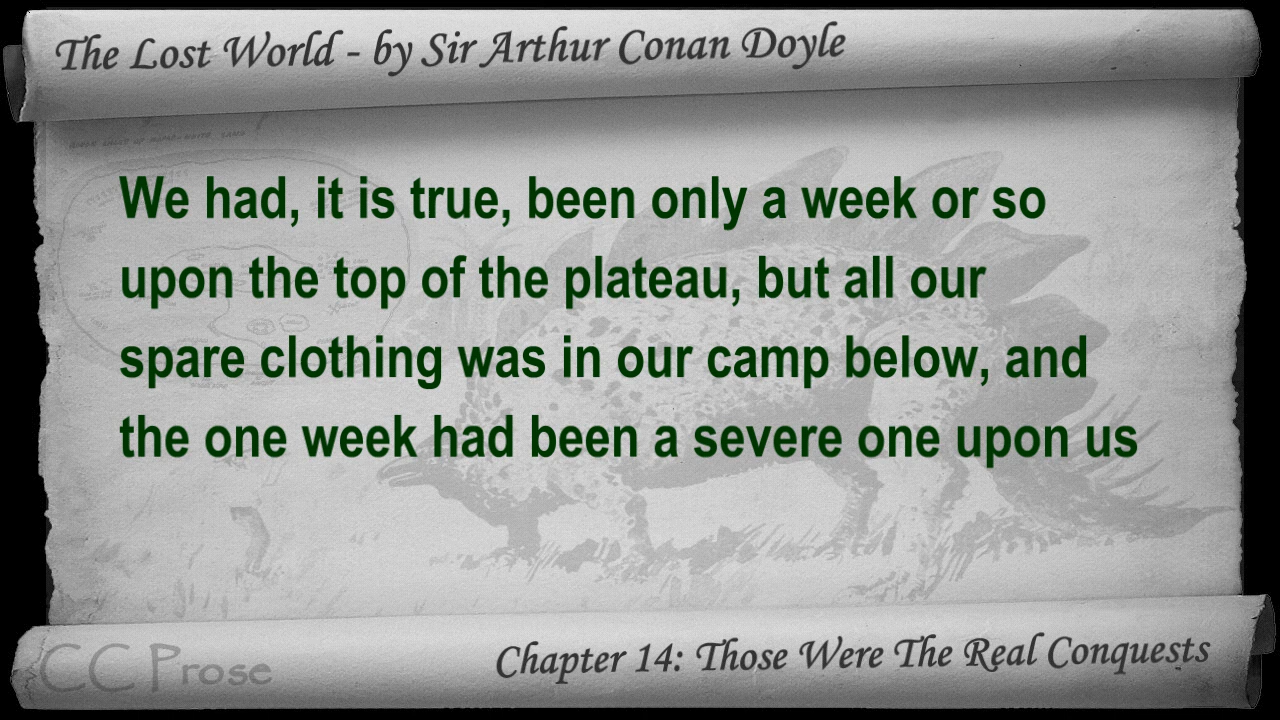 The Lost World - by Sir Arthur Conan Doyle
We had, it is true, been only a week or so
upon the top of the plateau, but all our
spare clothing was in our camp below, and
the one week had been a severe one upon us
CC Prose
Chapter 14: Those Were The Real Conquests